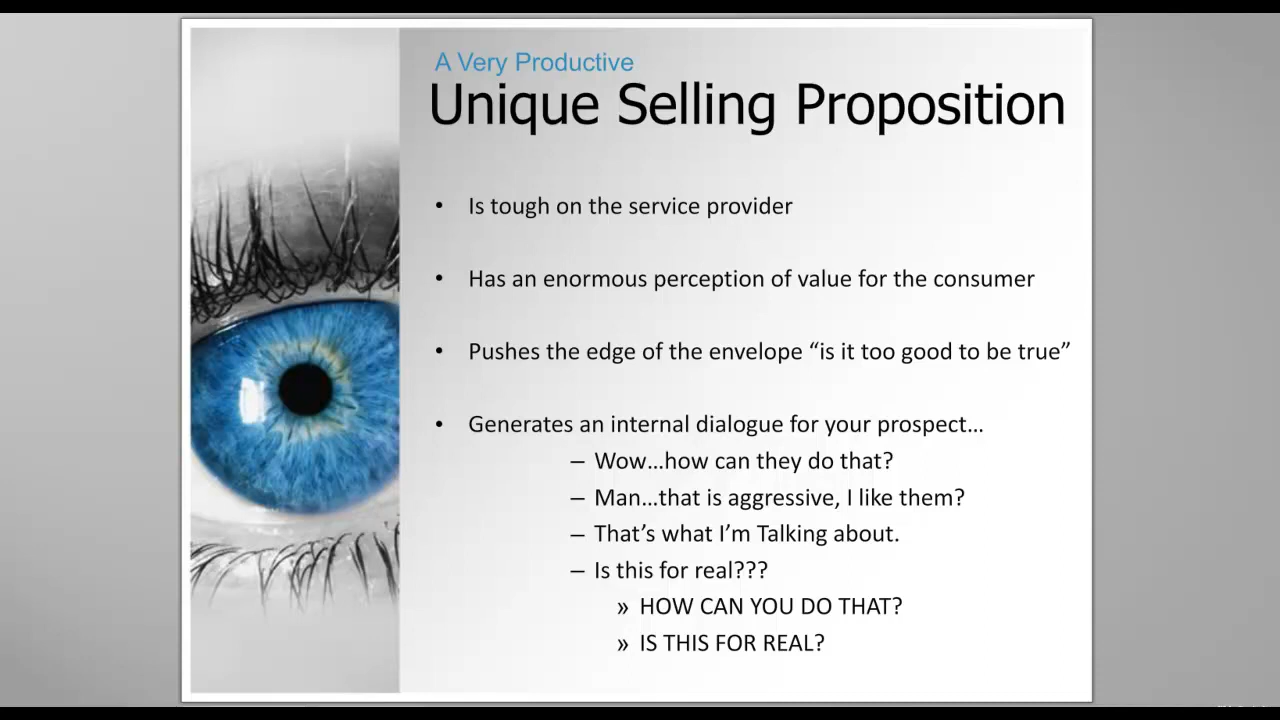 A Very Productive
Unique Selling Proposition
• Is tough on the service provider
• Has an enormous perception of value for the consumer
• Pushes the edge of the envelope “is it too good to be true”
• Generates an internal dialogue for your prospect…
– Wow…how can they do that?
– Man…that is aggressive, I like them?
– That’s what I’m Talking about.
– Is this for real???
» HOW CAN YOU DO THAT?
» IS THIS FOR REAL?